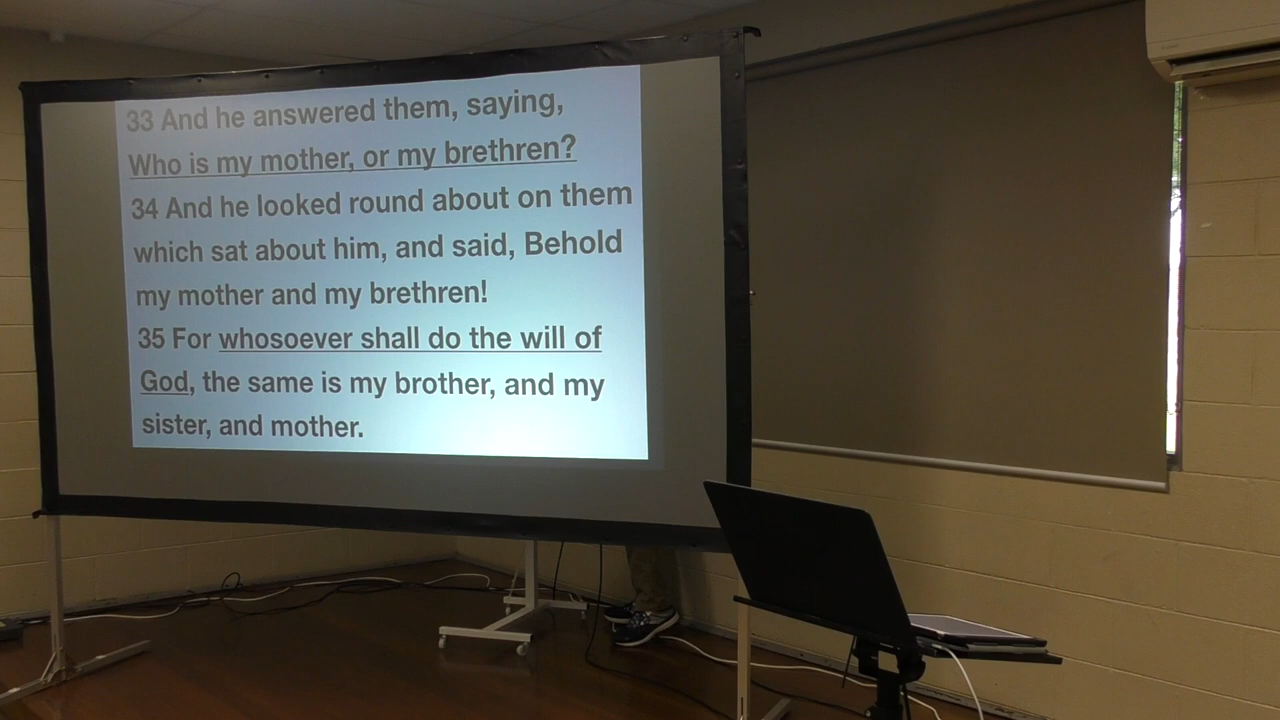 33 And he answered them, saying,
Who is my mother, or my brethren?
34 And he looked round about on them
which sat about him, and said, Behold
my mother and my brethren!
35 For whosoever shall do the will of
God, the same is my brother, and my
sister, and mother.